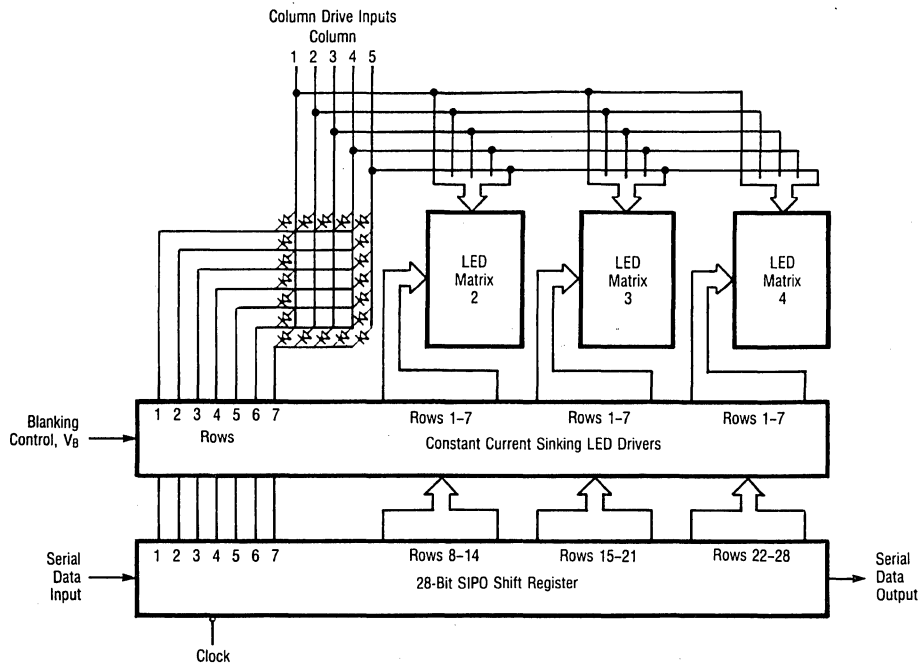 Column Drive Inputs
Column
1 2 3 4 5
LED
Matrix
2
LED
Matrix
3
LED
Matrix
4
1 2 3 4 5 6 7
Rows 1–7
Rows 1–7
Rows 1–7
Blanking
Control, VB
Rows
Constant Current Sinking LED Drivers
1 2 3 4 5 6 7
Rows 8–14
Rows 15–21
Rows 22–28
Serial
Data
Input
28-Bit SIPO Shift Register
Serial
Data
Output
Clock